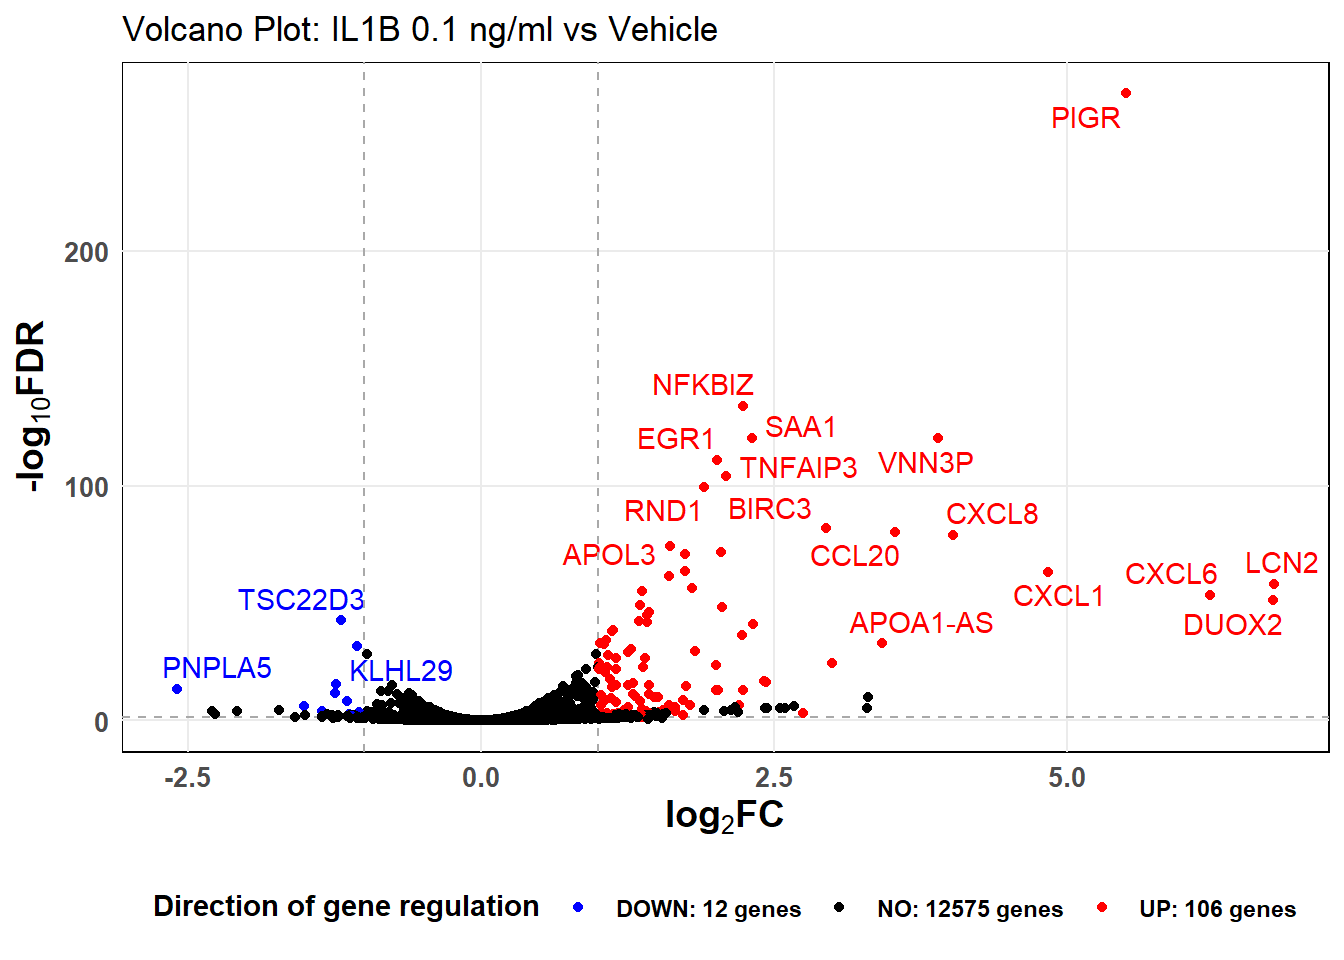 Volcano Plot: IL1B 0.1 ng/ml vs Vehicle
PIGR
200
NFKBIZ
SAA1
EGR1
VNN3P
TNFAIP3
100
RND1
BIRC3
CXCL8
APOL3
CCL20
LCN2
CXCL6
CXCL1
TSC22D3
APOA1-AS
DUOX2
PNPLA5
KLHL29
0
-log10FDR
-2.5 0.0 2.5 5.0
log2FC
Direction of gene regulation DOWN: 12 genes NO: 12575 genes UP: 106 genes